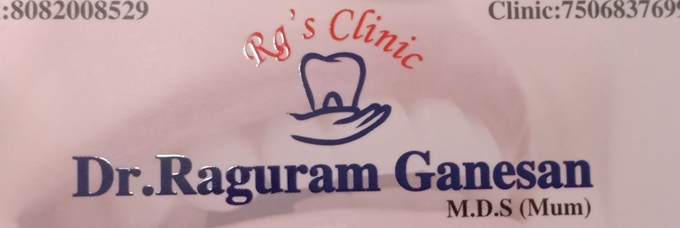 :8082008529
Clinic:7506837699
Rg's Clinic
Dr.Raguram Ganesan
M.D.S (Mum)